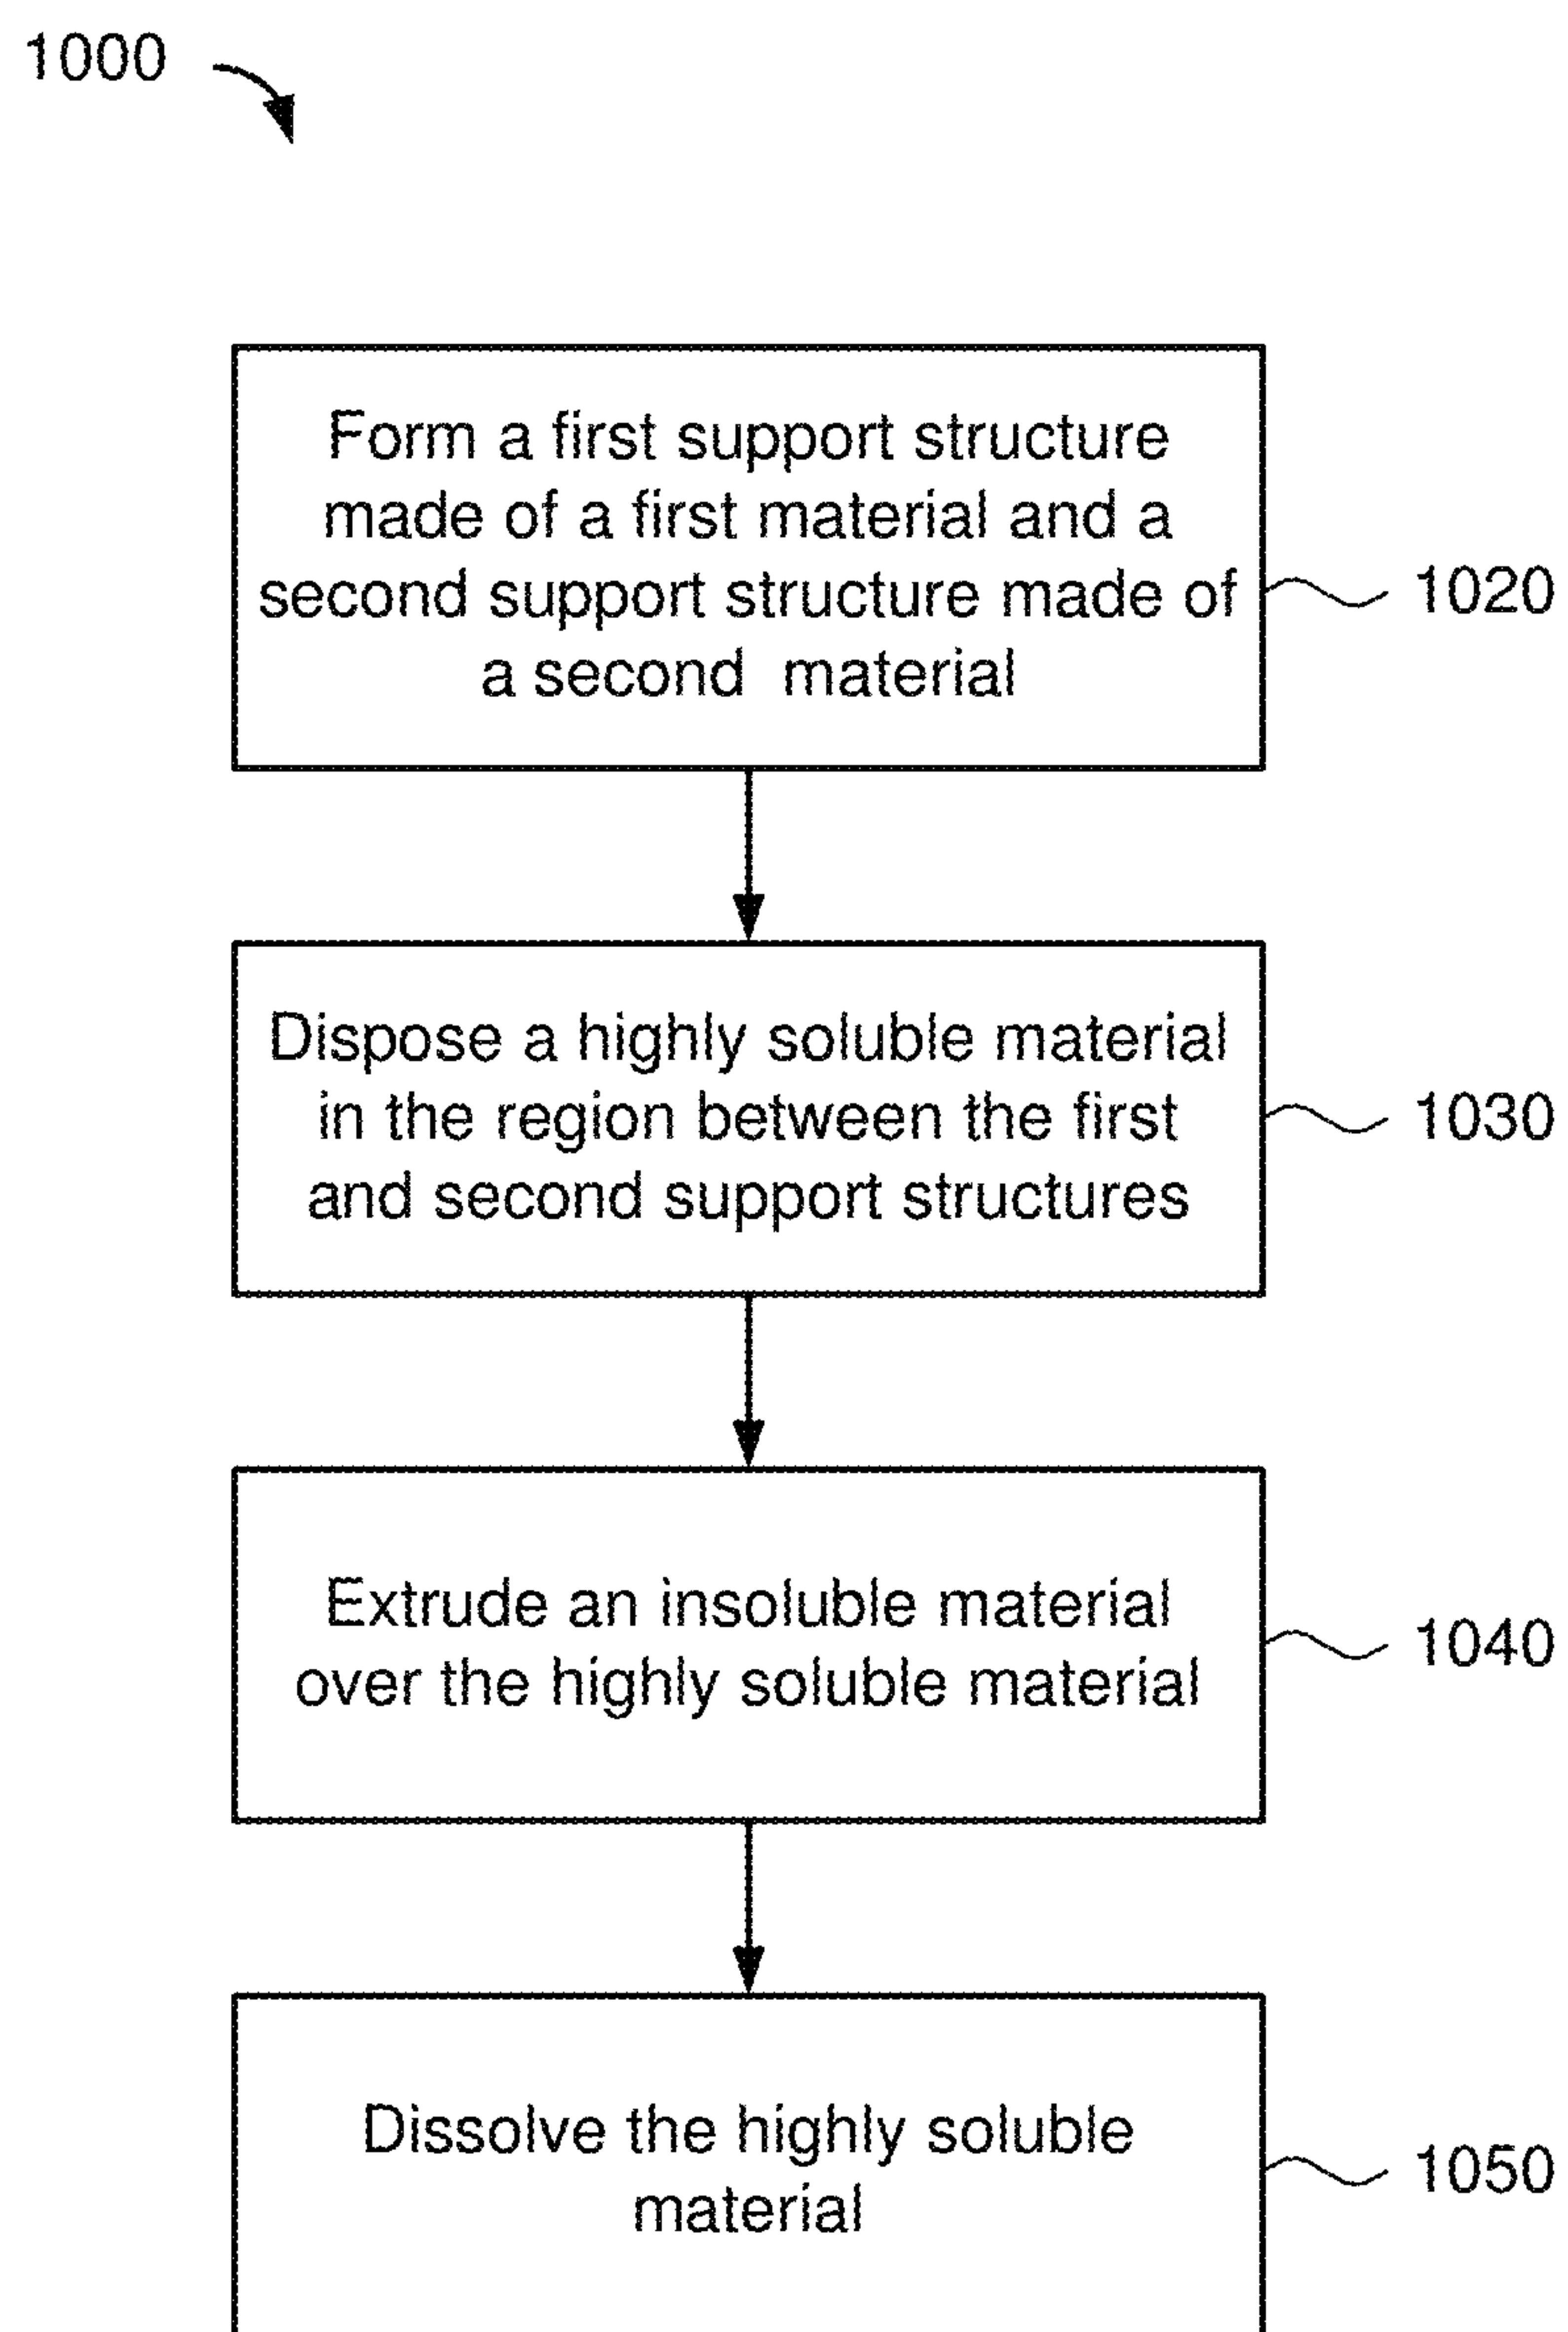 1000
Form a first support structure
made of a first material and a
second support structure made of
a second  material
1020
Dispose a highly soluble material
in the region between the first
and second support structures
1030
Extrude an insoluble material
over the highly soluble material
1040
Dissolve the highly soluble
material
1050